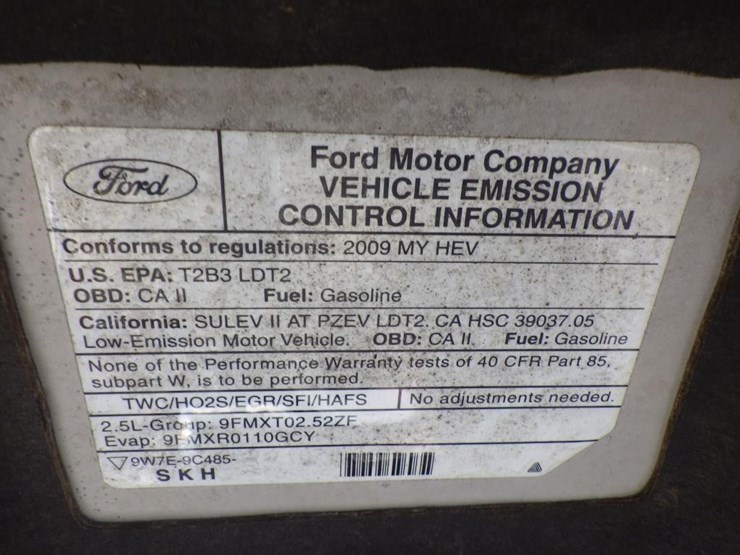 Ford
Ford Motor Company
VEHICLE EMISSION
CONTROL INFORMATION
Conforms to regulations: 2009 MY HEV
U.S. EPA: T2B3 LDT2
OBD: CA II Fuel: Gasoline
California: SULEV II AT PZEV LDT2. CA HSC 39037.05
Low-Emission Motor Vehicle. OBD: CA II. Fuel: Gasoline
None of the Performance Warranty tests of 40 CFR Part 85,
subpart W, is to be performed.
TWC/HO2S/EGR/SFI/HAFS No adjustments needed.
2.5L-Group: 9FMXT02.52ZF
Evap: 9FMXR0110GCY
9W7E-9C485-
SKH